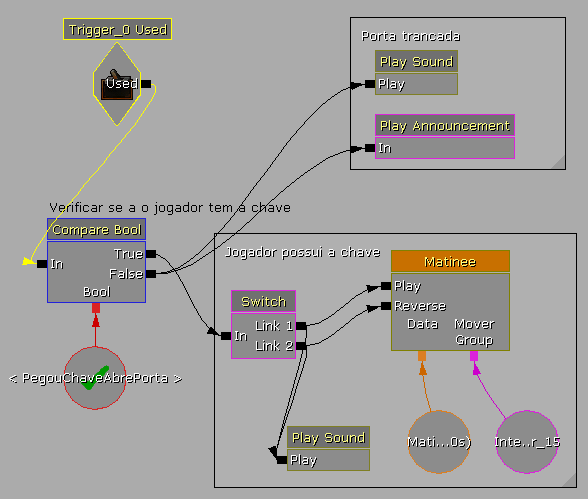 Trigger_0 Used
Used
Porta trancada
Play Sound
Play
Play Announcement
In
Verificar se a o jogador tem a chave
Compare Bool
In
True
False
Bool
< PegouChaveAbrePorta >
Jogador possui a chave
Switch
In
Link 1
Link 2
Matinee
Play
Reverse
Data
Mover
Group
Play Sound
Play
Mati...0s)
Inte...r_15